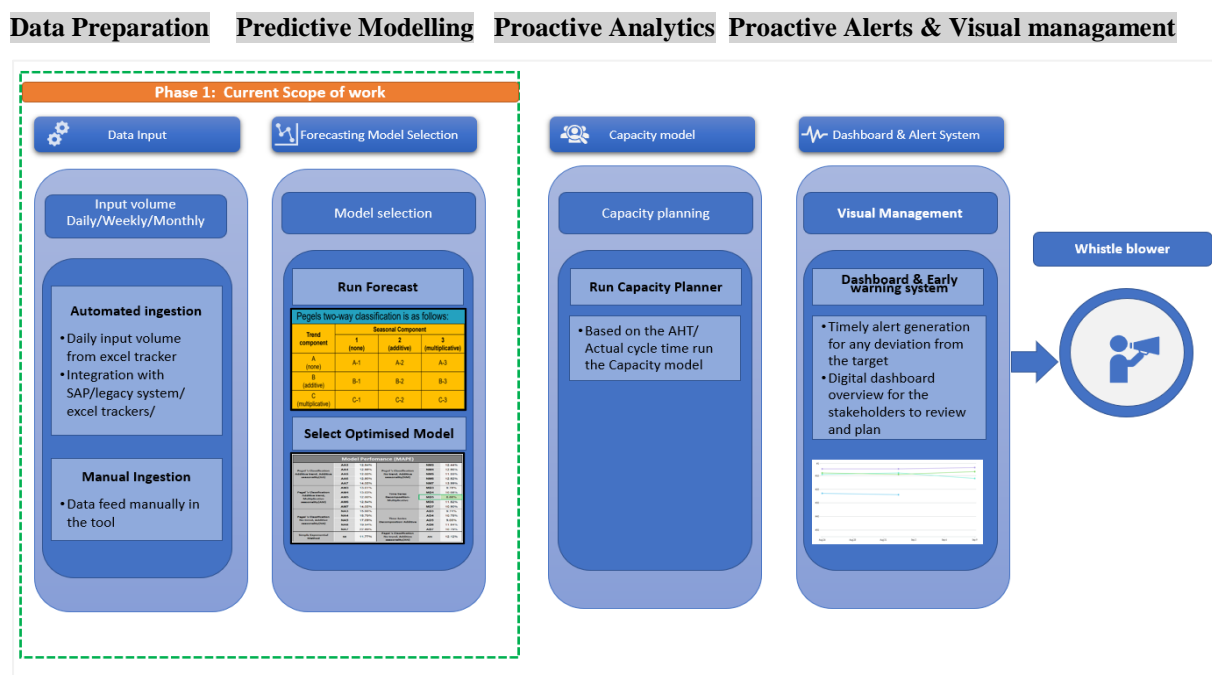 Data Preparation Predictive Modelling Proactive Analytics Proactive Alerts & Visual managament
Phase 1: Current Scope of work
Data Input
Forecasting Model Selection
Capacity model
Dashboard & Alert System
Input volume
Daily/Weekly/Monthly
Automated ingestion
•Daily input volume
from excel tracker
•Integration with
SAP/legacy system/
excel trackers/
Manual Ingestion
•Data feed manually in
the tool
Model selection
Run Forecast
Pegels two-way classification is as follows:
Trend
component
Seasonal Component
1
(none)
2
(additive)
3
(multiplicative)
A
(none)
A-1
A-2
A-3
B
(additive)
B-1
B-2
B-3
C
(multiplicative)
C-1
C-2
C-3
Select Optimised Model
Model Perfomance (MAPE)
Capacity planning
Run Capacity Planner
•Based on the AHT/
Actual cycle time run
the Capacity model
Visual Management
Dashboard & Early
warning system
•Timely alert generation
for any deviation from
the target
•Digital dashboard
overview for the
stakeholders to review
and plan
Whistle blower